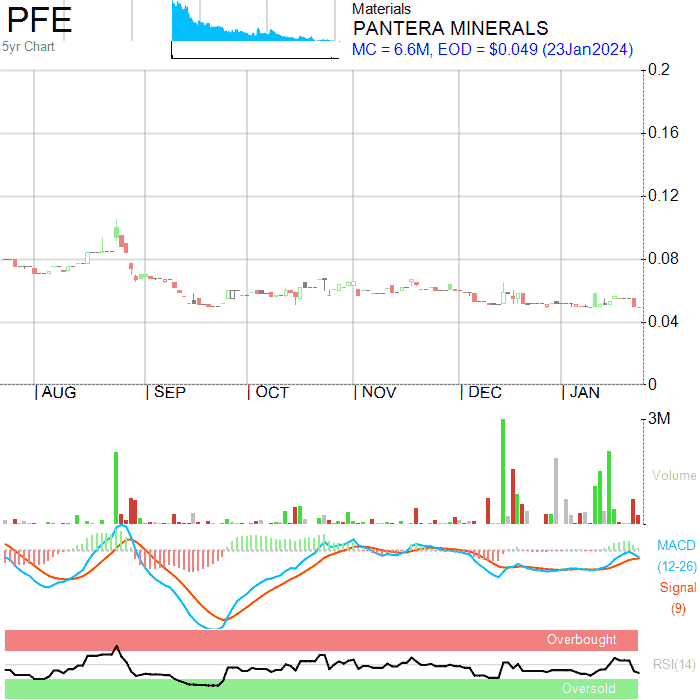 PFE
5yr Chart
Materials
PANTERA MINERALS
MC = 6.6M, EOD = $0.049 (23Jan2024)
0.2
0.16
0.12
0.08
0.04
0
AUG SEP OCT NOV DEC JAN
3M
Volume
MACD
(12-26)
Signal
(9)
Overbought
RSI(14)
Oversold